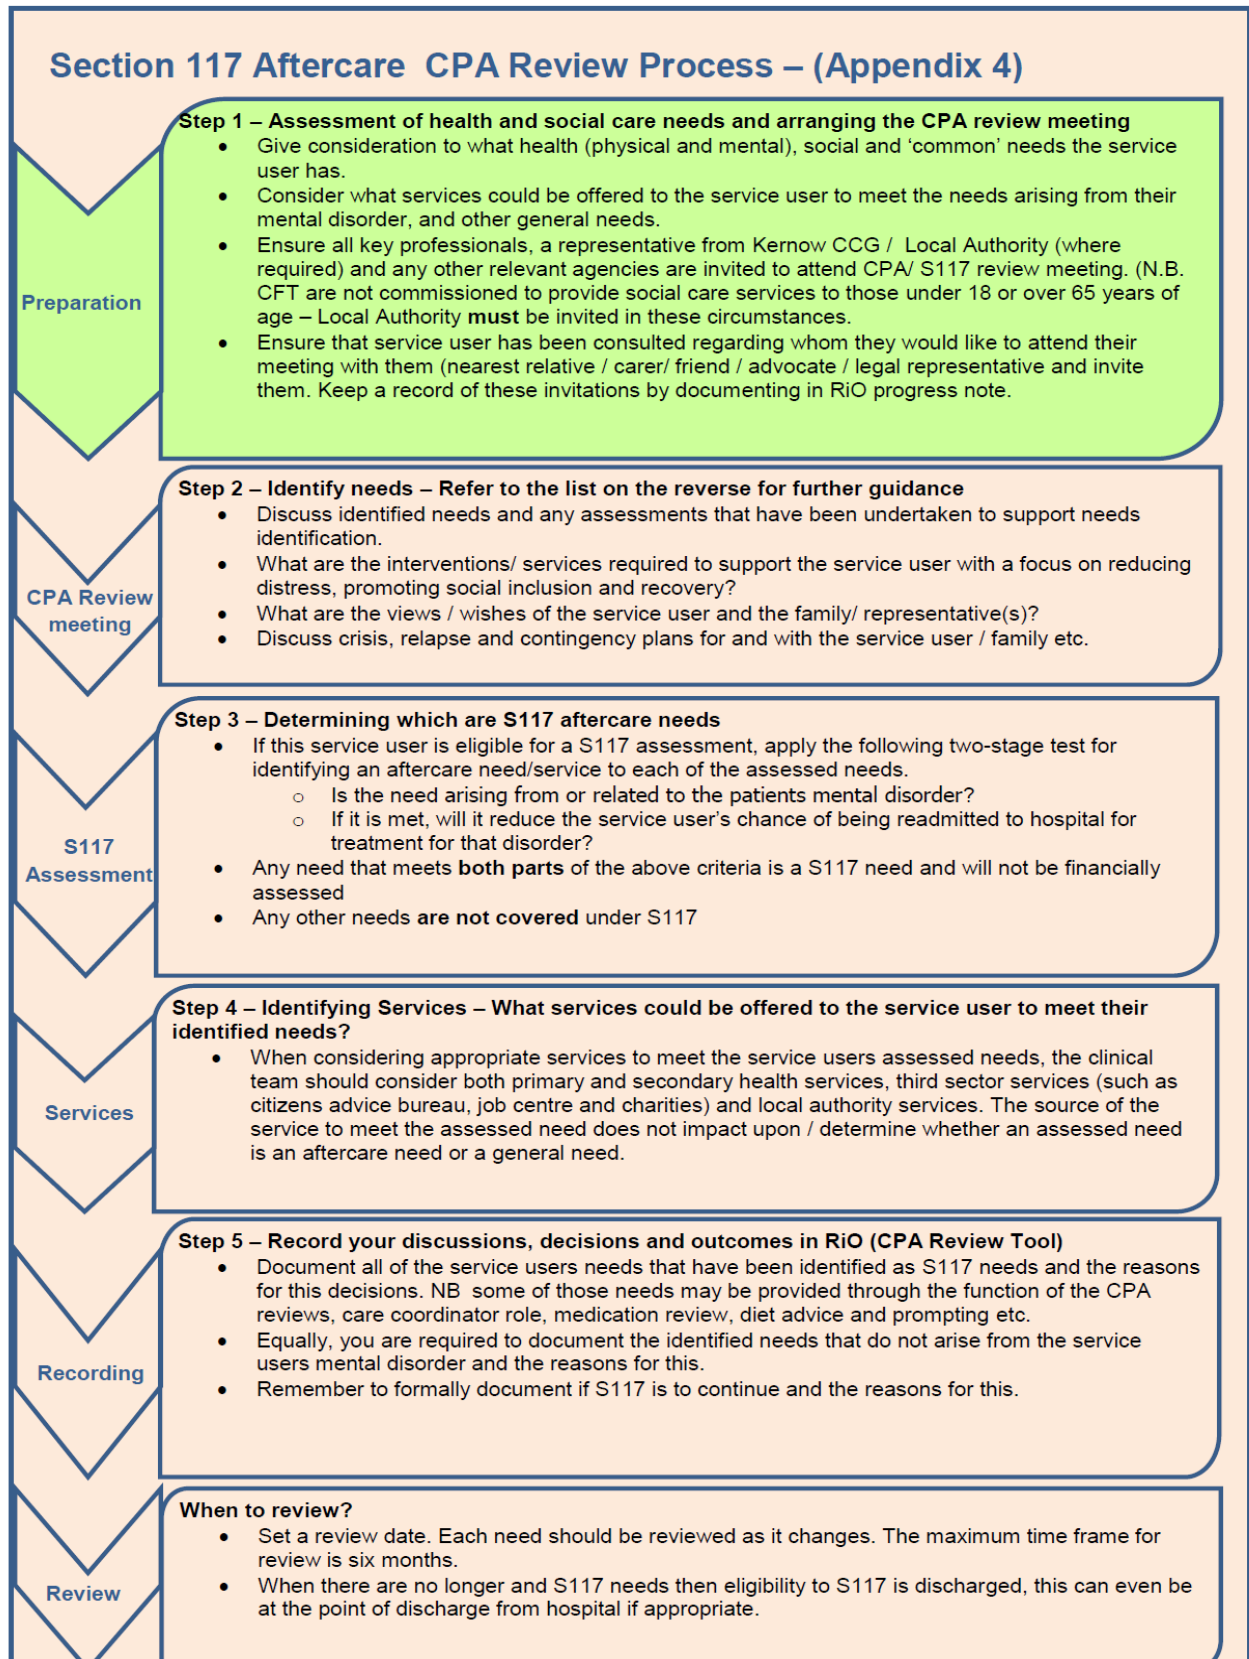 Section 117 Aftercare  CPA Review Process – (Appendix 4)
Preparation
Step 1 – Assessment of health and social care needs and arranging the CPA review meeting
• Give consideration to what health (physical and mental), social and ‘common’ needs the service
user has.
• Consider what services could be offered to the service user to meet the needs arising from their
mental disorder, and other general needs.
• Ensure all key professionals, a representative from Kernow CCG /  Local Authority (where
required) and any other relevant agencies are invited to attend CPA/ S117 review meeting. (N.B.
CFT are not commissioned to provide social care services to those under 18 or over 65 years of
age – Local Authority must be invited in these circumstances.
• Ensure that service user has been consulted regarding whom they would like to attend their
meeting with them (nearest relative / carer/ friend / advocate / legal representative and invite
them. Keep a record of these invitations by documenting in RiO progress note.
CPA Review
meeting
Step 2 – Identify needs – Refer to the list on the reverse for further guidance
• Discuss identified needs and any assessments that have been undertaken to support needs
identification.
• What are the interventions/ services required to support the service user with a focus on reducing
distress, promoting social inclusion and recovery?
• What are the views / wishes of the service user and the family/ representative(s)?
• Discuss crisis, relapse and contingency plans for and with the service user / family etc.
S117
Assessment
Step 3 – Determining which are S117 aftercare needs
• If this service user is eligible for a S117 assessment, apply the following two-stage test for
identifying an aftercare need/service to each of the assessed needs.
○ Is the need arising from or related to the patients mental disorder?
○ If it is met, will it reduce the service user’s chance of being readmitted to hospital for
treatment for that disorder?
• Any need that meets both parts of the above criteria is a S117 need and will not be financially
assessed
• Any other needs are not covered under S117
Services
Step 4 – Identifying Services – What services could be offered to the service user to meet their
identified needs?
• When considering appropriate services to meet the service users assessed needs, the clinical
team should consider both primary and secondary health services, third sector services (such as
citizens advice bureau, job centre and charities) and local authority services. The source of the
service to meet the assessed need does not impact upon / determine whether an assessed need
is an aftercare need or a general need.
Recording
Step 5 – Record your discussions, decisions and outcomes in RiO (CPA Review Tool)
• Document all of the service users needs that have been identified as S117 needs and the reasons
for this decisions. NB  some of those needs may be provided through the function of the CPA
reviews, care coordinator role, medication review, diet advice and prompting etc.
• Equally, you are required to document the identified needs that do not arise from the service
users mental disorder and the reasons for this.
• Remember to formally document if S117 is to continue and the reasons for this.
Review
When to review?
• Set a review date. Each need should be reviewed as it changes. The maximum time frame for
review is six months.
• When there are no longer and S117 needs then eligibility to S117 is discharged, this can even be
at the point of discharge from hospital if appropriate.